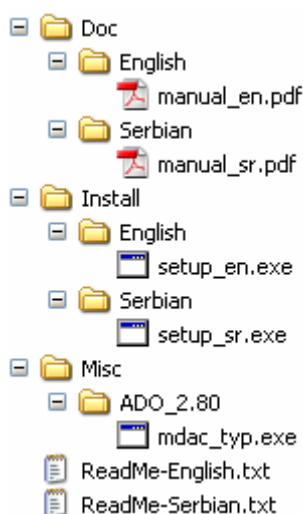 Doc
English
manual_en.pdf
Serbian
manual_sr.pdf
Install
English
setup_en.exe
Serbian
setup_sr.exe
Misc
ADO_2.80
mdac_typ.exe
ReadMe-English.txt
ReadMe-Serbian.txt